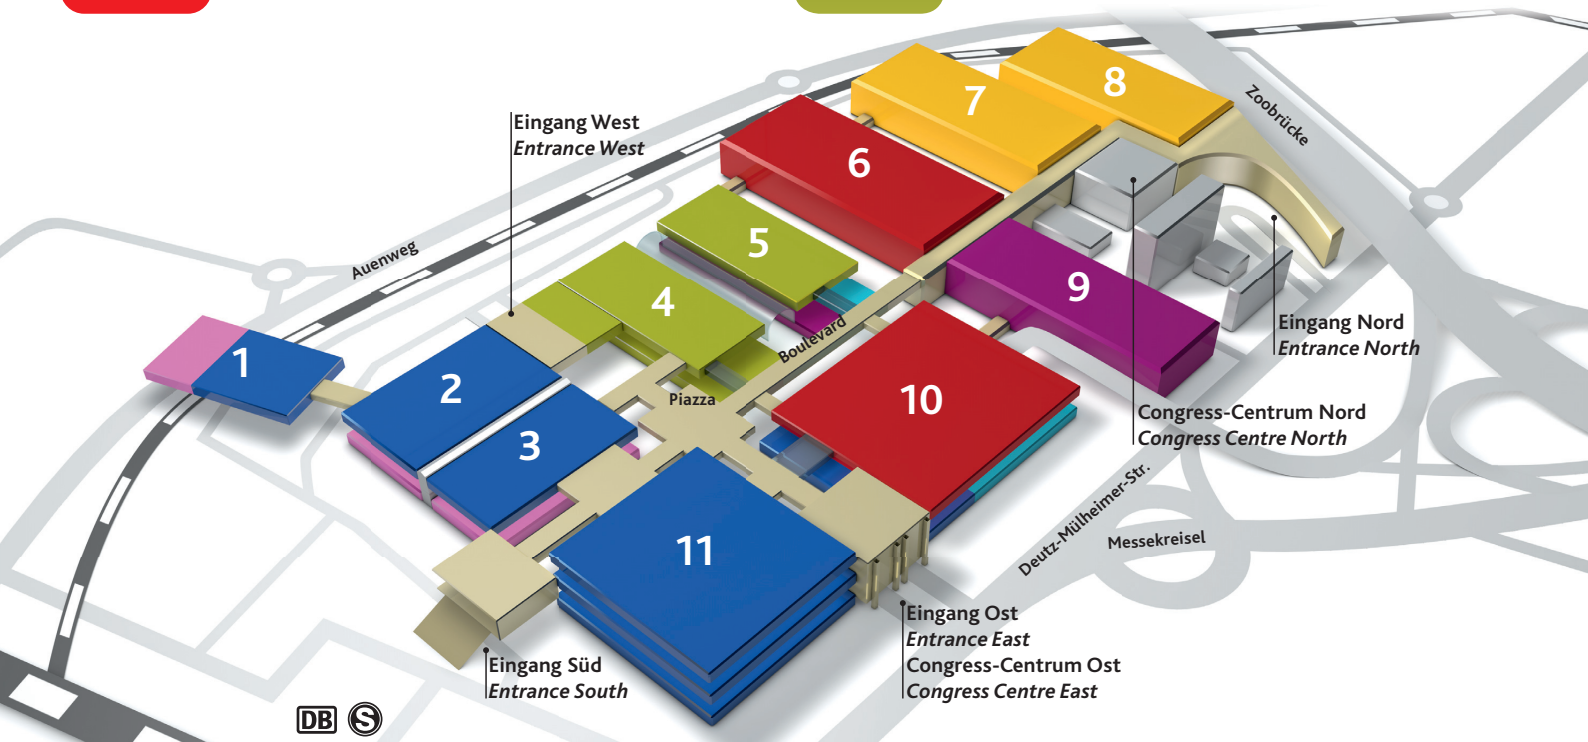 8
7
Zoobrücke
Eingang West
Entrance West
6
5
Auenweg
9
4
Eingang Nord
Entrance North
Boulevard
1
2
Piazza
10
Congress-Centrum Nord
Congress Centre North
3
Deutz-Mülheimer-Str.
Messekreisel
11
Eingang Ost
Entrance East
Congress-Centrum Ost
Congress Centre East
Eingang Süd
Entrance South
DB S